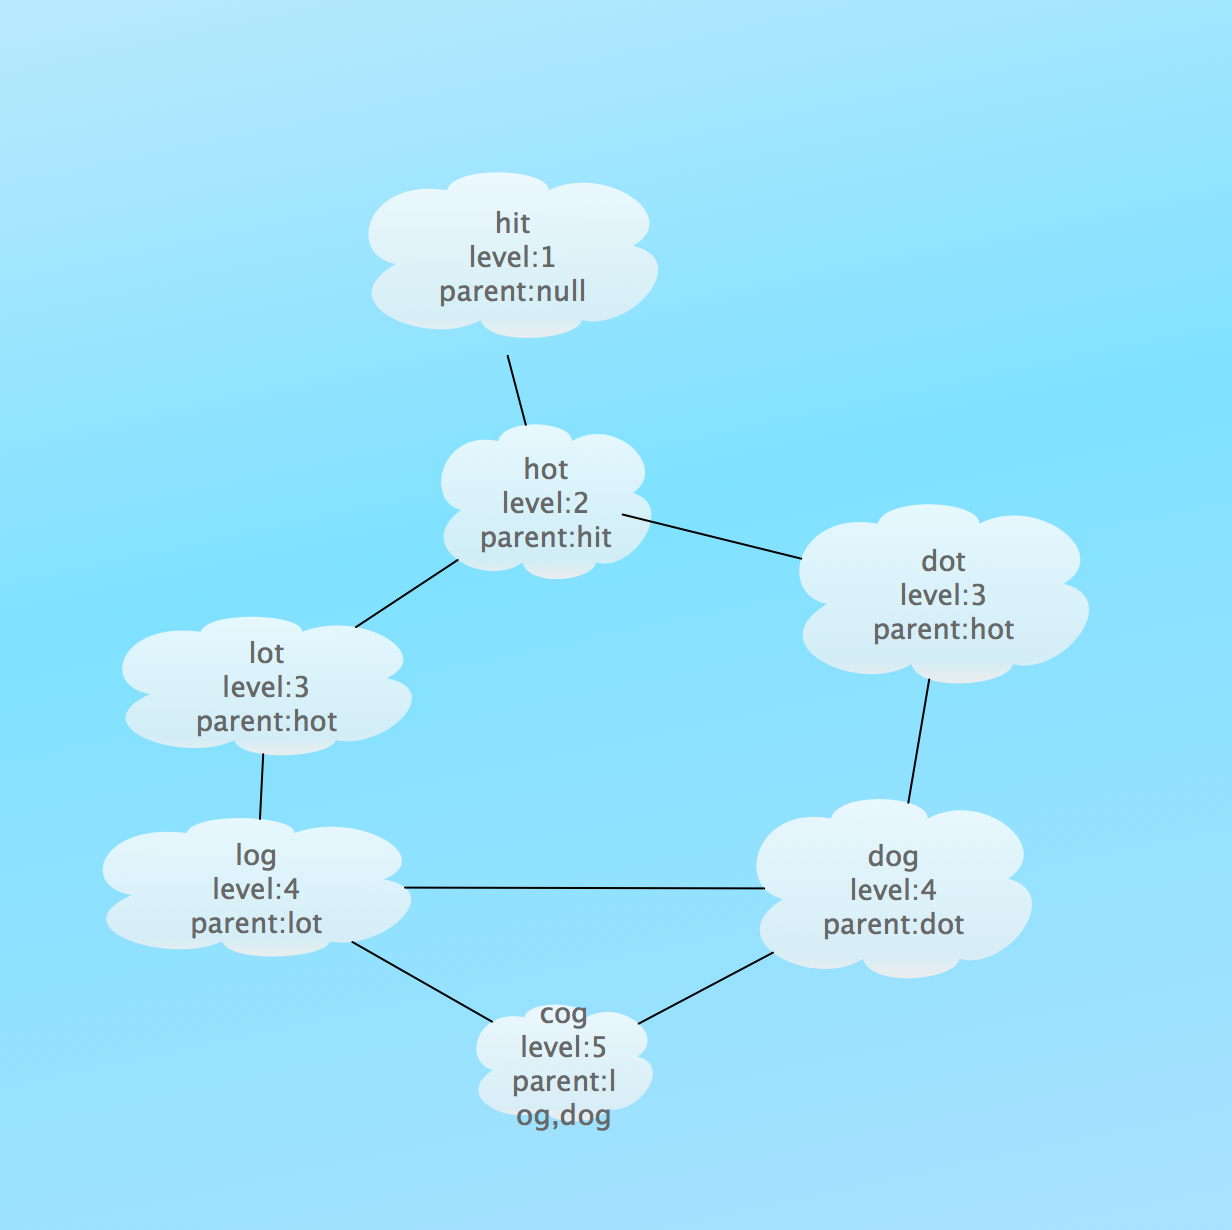 hit
level:1
parent:null
hot
level:2
parent:hit
dot
level:3
parent:hot
lot
level:3
parent:hot
log
level:4
parent:lot
dog
level:4
parent:dot
cog
level:5
parent:l
og,dog